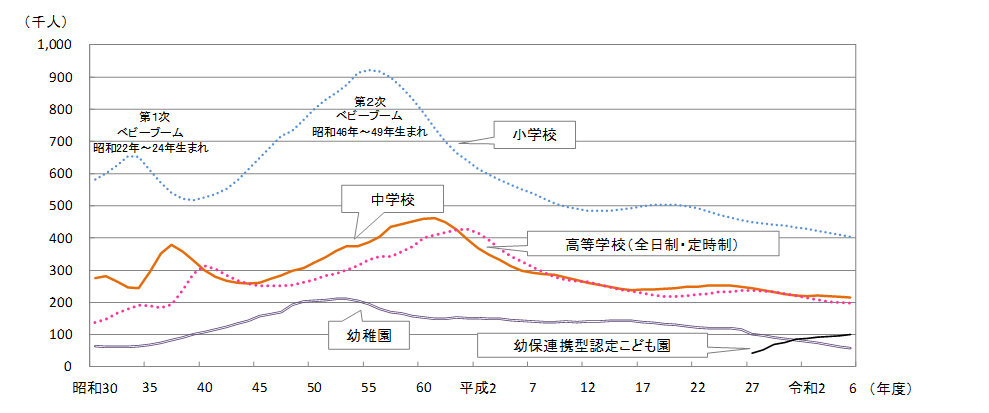 （千人）
1,000
900
800
700
600
500
400
300
200
100
0
第１次
ベビーブーム
昭和22年～24年生まれ
第２次
ベビーブーム
昭和46年～49年生まれ
小学校
中学校
高等学校（全日制・定時制）
幼稚園
幼保連携型認定こども園
昭和30 35 40 45 50 55 60 平成2 7 12 17 22 27 令和2 6 （年度）